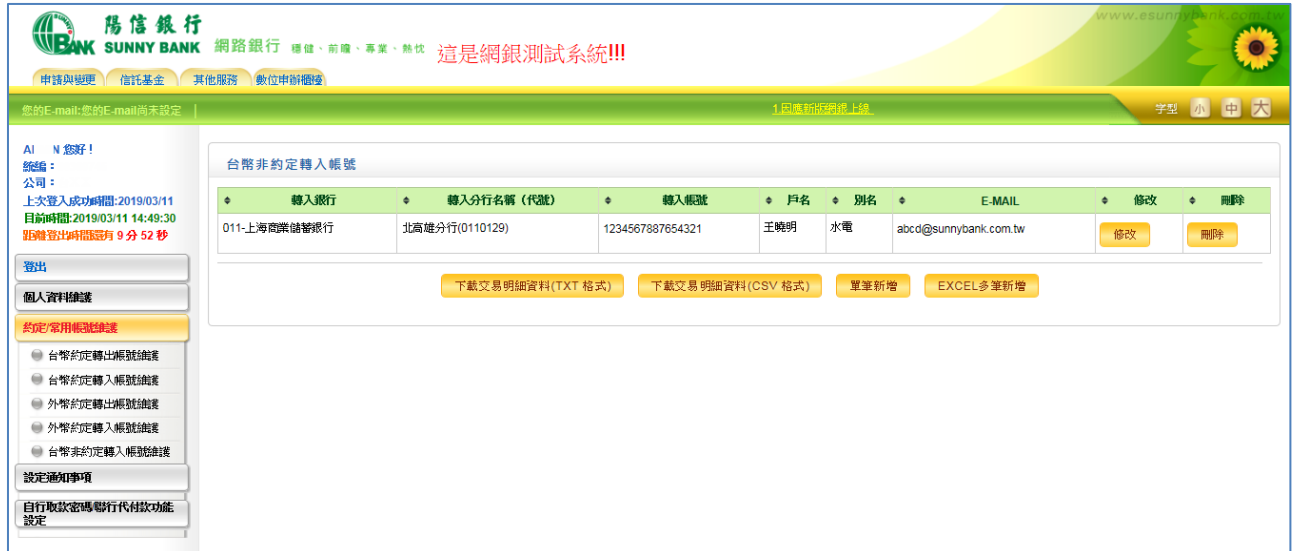 www.esunnybank.com.tw
陽信銀行
BANK SUNNY BANK 網路銀行 穩健、前瞻、專業、熱忱 這是網銀測試系統!!!
申請與變更 信託基金 其他服務 數位申辦櫃檯
您的E-mail:您的E-mail尚未設定 | 1.因應新版網銀上線 字型 小 中 大
AI N 您好!
統編:
公司:
上次登入成功時間:2019/03/11
目前時間:2019/03/11 14:49:30
距離登出時間還有 9 分 52 秒
登出
個人資料維護
約定/常用帳號維護
台幣約定轉出帳號維護
台幣約定轉入帳號維護
外幣約定轉出帳號維護
外幣約定轉入帳號維護
台幣非約定轉入帳號維護
設定通知事項
自行取款密碼/聯行代付款功能
設定
台幣非約定轉入帳號
轉入銀行 轉入分行名稱(代號) 轉入帳號 戶名 別名 E-MAIL 修改 刪除
011-上海商業儲蓄銀行 北高雄分行(0110129) 1234567887654321 王曉明 水電 abcd@sunnybank.com.tw 修改 刪除
下載交易明細資料(TXT 格式) 下載交易明細資料(CSV 格式) 單筆新增 EXCEL多筆新增